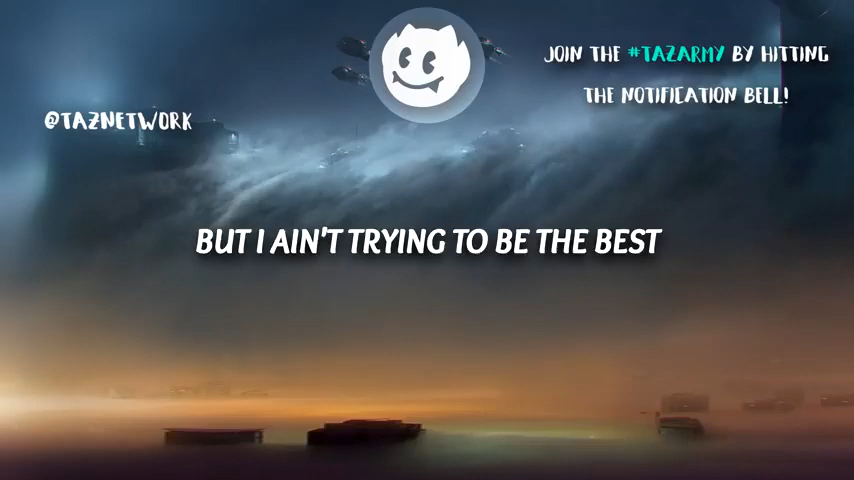 JOIN THE #TAZARMY BY HITTING
THE NOTIFICATION BELL!
@TAZNETWORK
BUT I AIN'T TRYING TO BE THE BEST